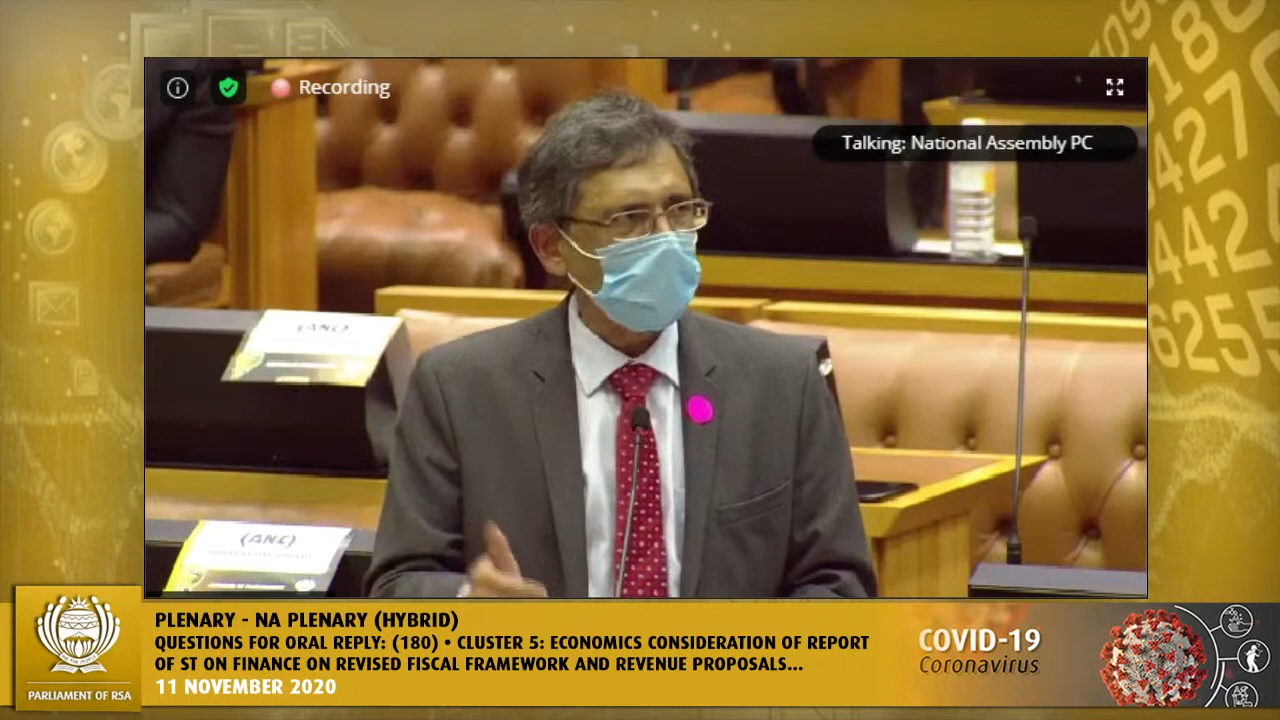 Recording
Talking: National Assembly PC
(ANC)
(ANC)
PLENARY - NA PLENARY (HYBRID)
QUESTIONS FOR ORAL REPLY: (180) • CLUSTER 5: ECONOMICS CONSIDERATION OF REPORT
OF ST ON FINANCE ON REVISED FISCAL FRAMEWORK AND REVENUE PROPOSALS...
11 NOVEMBER 2020
PARLIAMENT OF RSA
COVID-19
Coronavirus